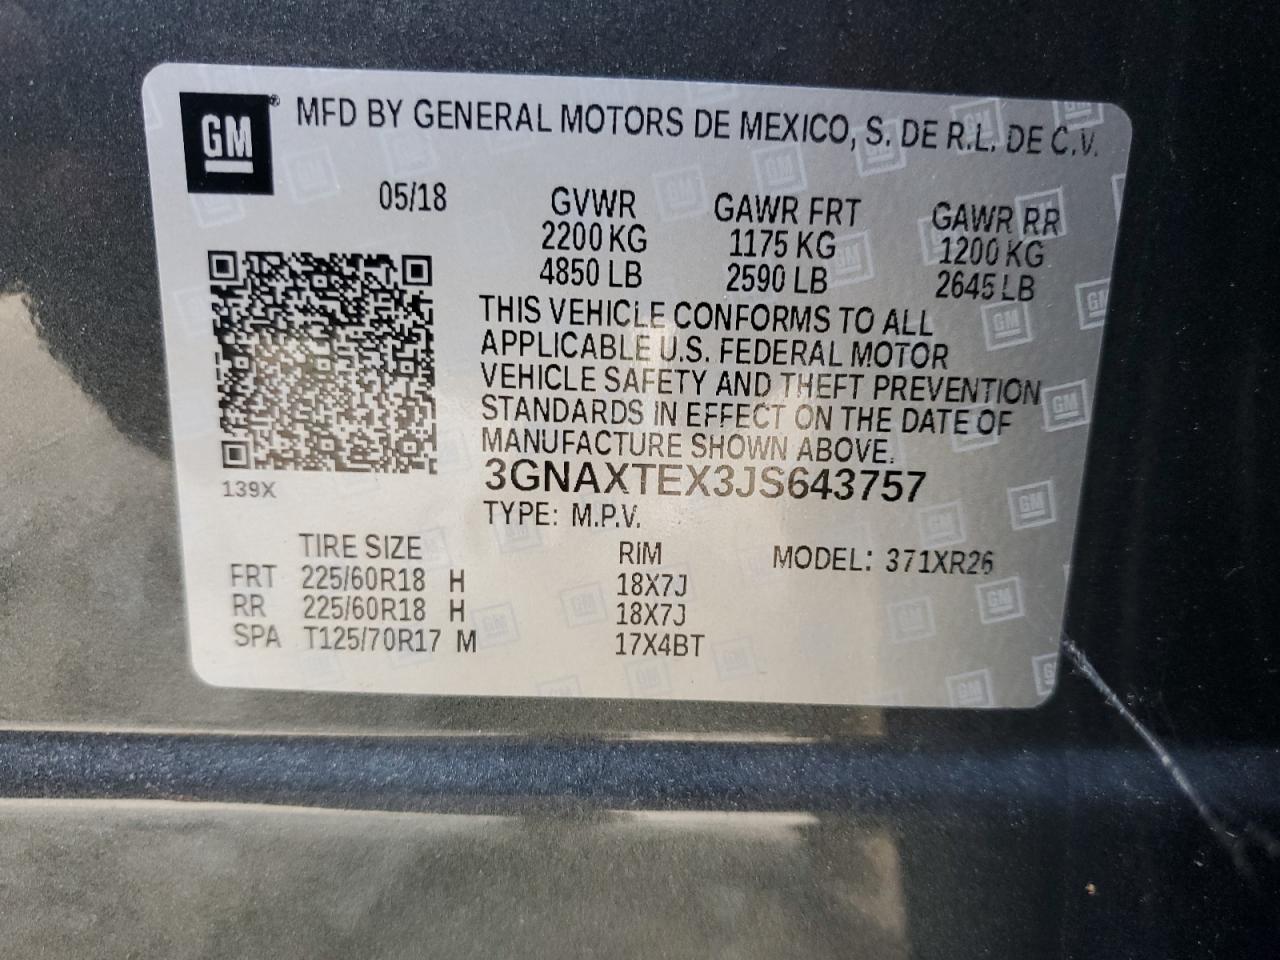 GM® MFD BY GENERAL MOTORS DE MEXICO, S. DE R.L. DE C.V.
05/18 GVWR GAWR FRT GAWR RR
2200 KG 1175 KG 1200 KG
4850 LB 2590 LB 2645 LB
THIS VEHICLE CONFORMS TO ALL
APPLICABLE U.S. FEDERAL MOTOR
VEHICLE SAFETY AND THEFT PREVENTION
STANDARDS IN EFFECT ON THE DATE OF
MANUFACTURE SHOWN ABOVE.
3GNAXTEX3JS643757
139X
TYPE: M.P.V.
TIRE SIZE RIM MODEL: 371XR26
FRT 225/60R18 H 18X7J
RR 225/60R18 H 18X7J
SPA T125/70R17 M 17X4BT